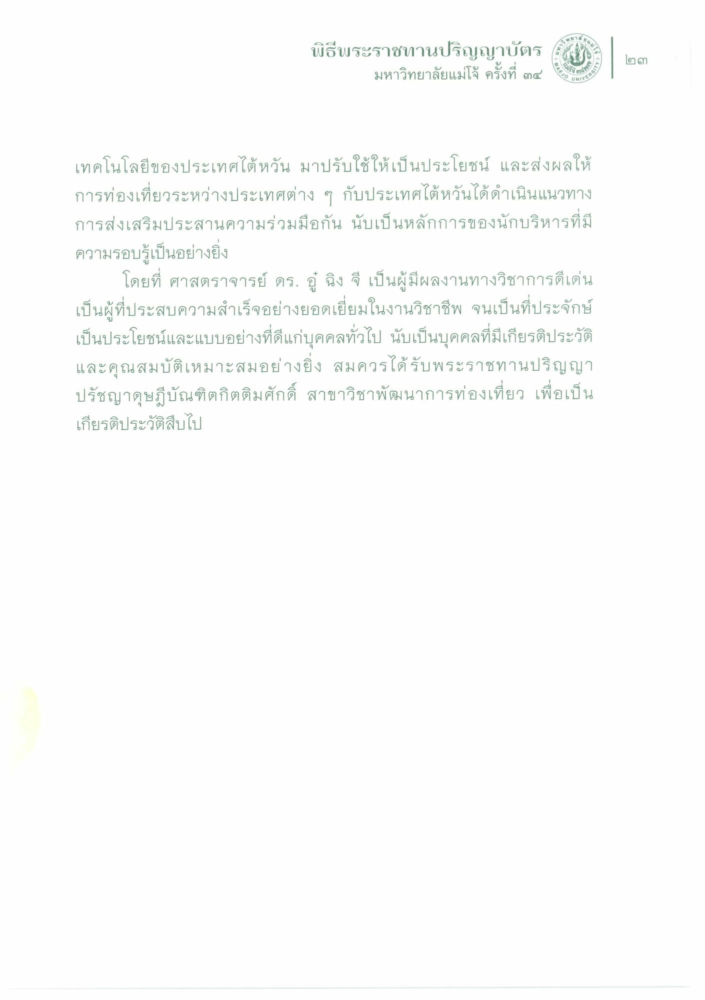 พิธีพระราชทานปริญญาบัตร
มหาวิทยาลัยแม่โจ้ ครั้งที่ ๓๔
มหาวิทยาลัยแม่โจ้
แม่โจ้ ๒๔๗๗
MAEJO UNIVERSITY
๒๓
เทคโนโลยีของประเทศไต้หวัน มาปรับใช้ให้เป็นประโยชน์ และส่งผลให้
การท่องเที่ยวระหว่างประเทศต่าง ๆ กับประเทศไต้หวันได้ดำเนินแนวทาง
การส่งเสริมประสานความร่วมมือกัน นับเป็นหลักการของนักบริหารที่มี
ความรอบรู้เป็นอย่างยิ่ง
โดยที่ ศาสตราจารย์ ดร. อู๋ ฉิง จี เป็นผู้มีผลงานทางวิชาการดีเด่น
เป็นผู้ที่ประสบความสำเร็จอย่างยอดเยี่ยมในงานวิชาชีพ จนเป็นที่ประจักษ์
เป็นประโยชน์และแบบอย่างที่ดีแก่บุคคลทั่วไป นับเป็นบุคคลที่มีเกียรติประวัติ
และคุณสมบัติเหมาะสมอย่างยิ่ง สมควรได้รับพระราชทานปริญญา
ปรัชญาดุษฎีบัณฑิตกิตติมศักดิ์ สาขาวิชาพัฒนาการท่องเที่ยว เพื่อเป็น
เกียรติประวัติสืบไป